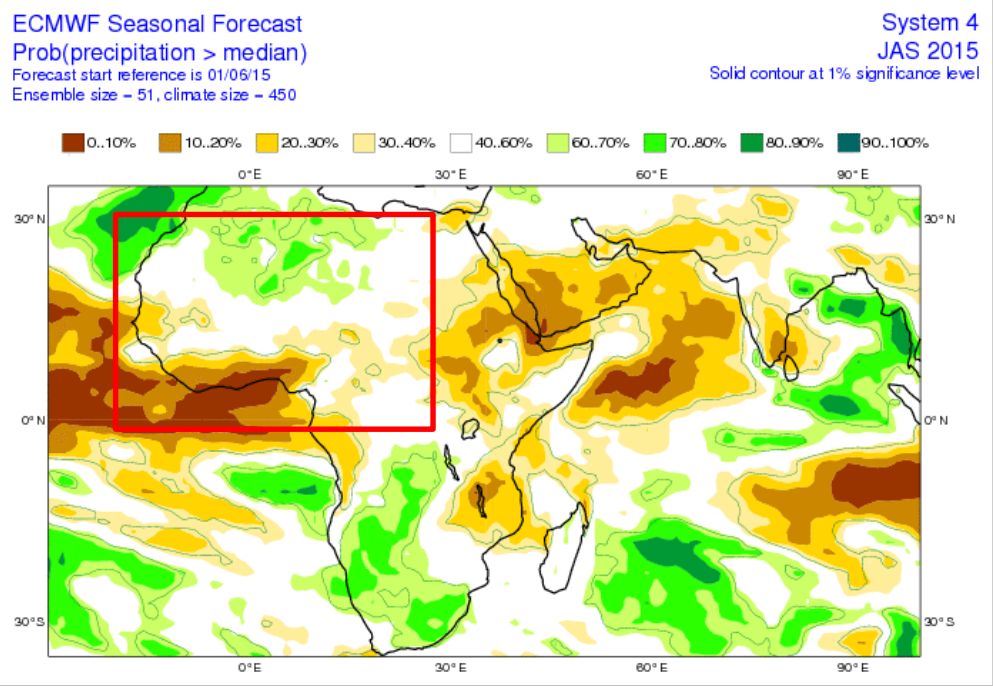 ECMWF Seasonal Forecast
System 4
Prob(precipitation > median)
JAS 2015
Forecast start reference is 01/06/15
Solid contour at 1% significance level
Ensemble size = 51, climate size = 450
0..10% 10..20% 20..30% 30..40% 40..60% 60..70% 70..80% 80..90% 90..100%
0°E 30°E 60°E 90°E
30°N 30°N
0°N 0°N
30°S 30°S
0°E 30°E 60°E 90°E